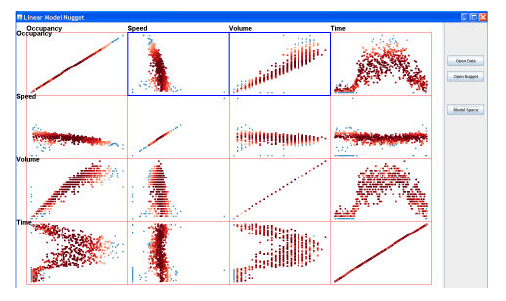 Linear Model Nugget
Occupancy Speed Volume Time
Occupancy
Open Data
Open Nugget
Speed
Model Space
Volume
Time